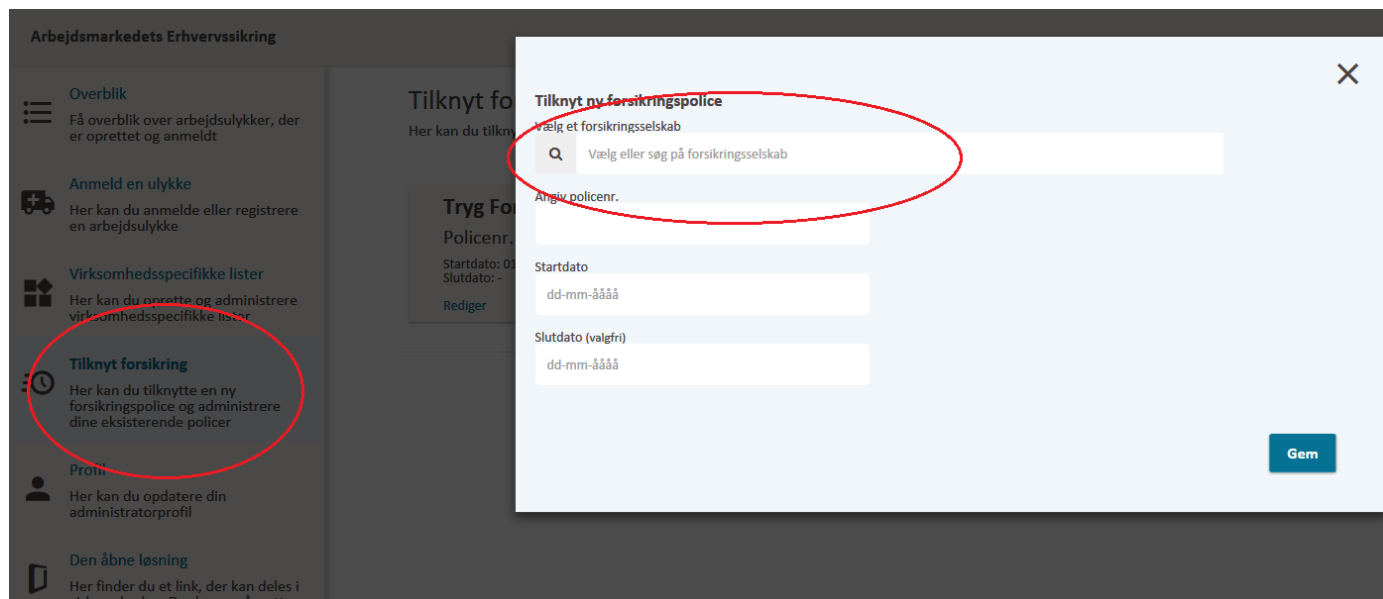 Arbejdsmarkedets Erhvervssikring
Overblik
Få overblik over arbejdsulykker, der
er oprettet og anmeldt
Anmeld en ulykke
Her kan du anmelde eller registrere
en arbejdsulykke
Virksomhedsspecifikke lister
Her kan du oprette og administrere
virksomhedsspecifikke lister
Tilknyt forsikring
Her kan du tilknytte en ny
forsikringspolice og administrere
dine eksisterende policer
Profil
Her kan du opdatere din
administratorprofil
Den åbne løsning
Her finder du et link, der kan deles i
Tilknyt fo
Her kan du tilkny
Tryg For
Policenr.
Startdato: 01
Slutdato: -
Rediger
Tilknyt ny forsikringspolice
Vælg et forsikringsselskab
Vælg eller søg på forsikringsselskab
Angiv policenr.
Startdato
dd-mm-åååå
Slutdato (valgfri)
dd-mm-åååå
Gem